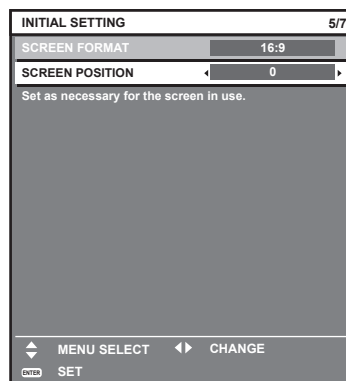 INITIAL SETTING 5/7
SCREEN FORMAT 16:9
SCREEN POSITION 0
Set as necessary for the screen in use.
MENU SELECT CHANGE
ENTER SET